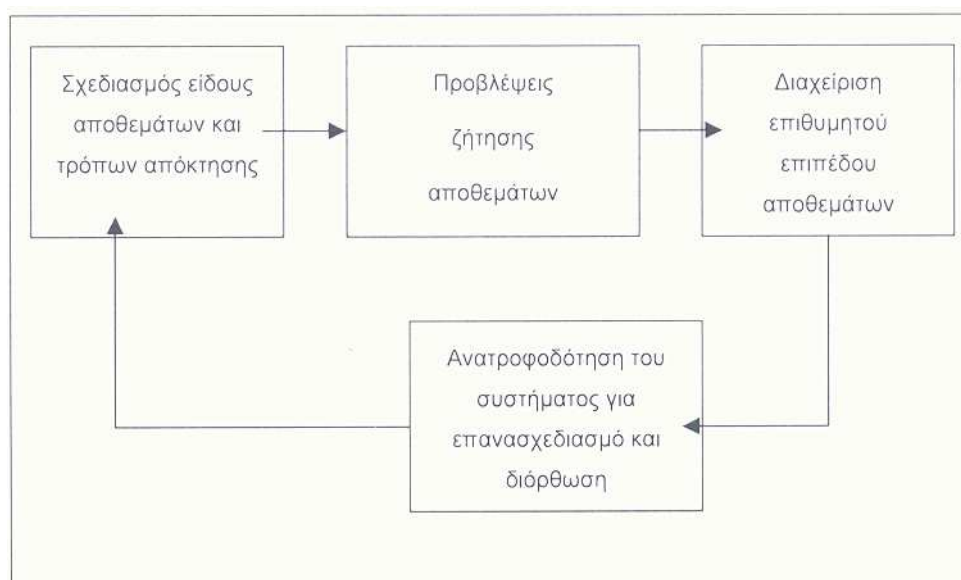 Σχεδιασμός είδους
αποθεμάτων και
τρόπων απόκτησης
Προβλέψεις
ζήτησης
αποθεμάτων
Διαχείριση
επιθυμητού
επιπέδου
αποθεμάτων
Ανατροφοδότηση του
συστήματος για
επανασχεδιασμό και
διόρθωση